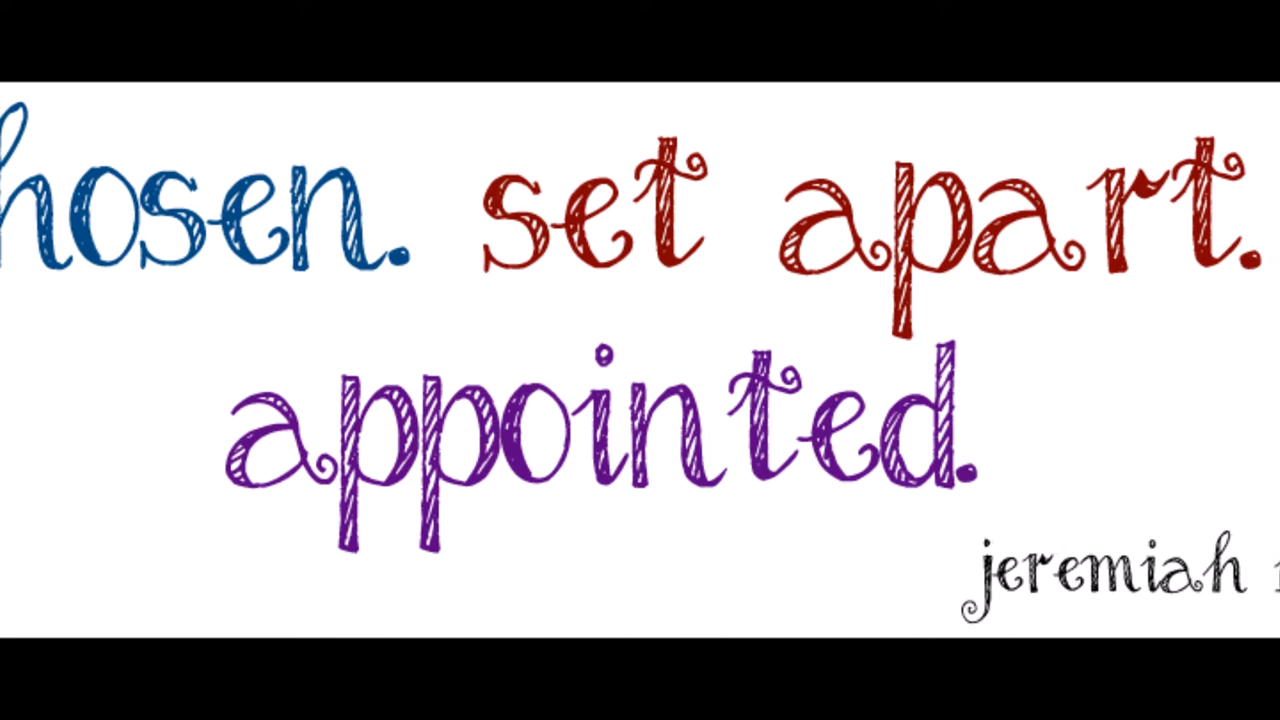 hosen. set apart.
appointed.
jeremiah